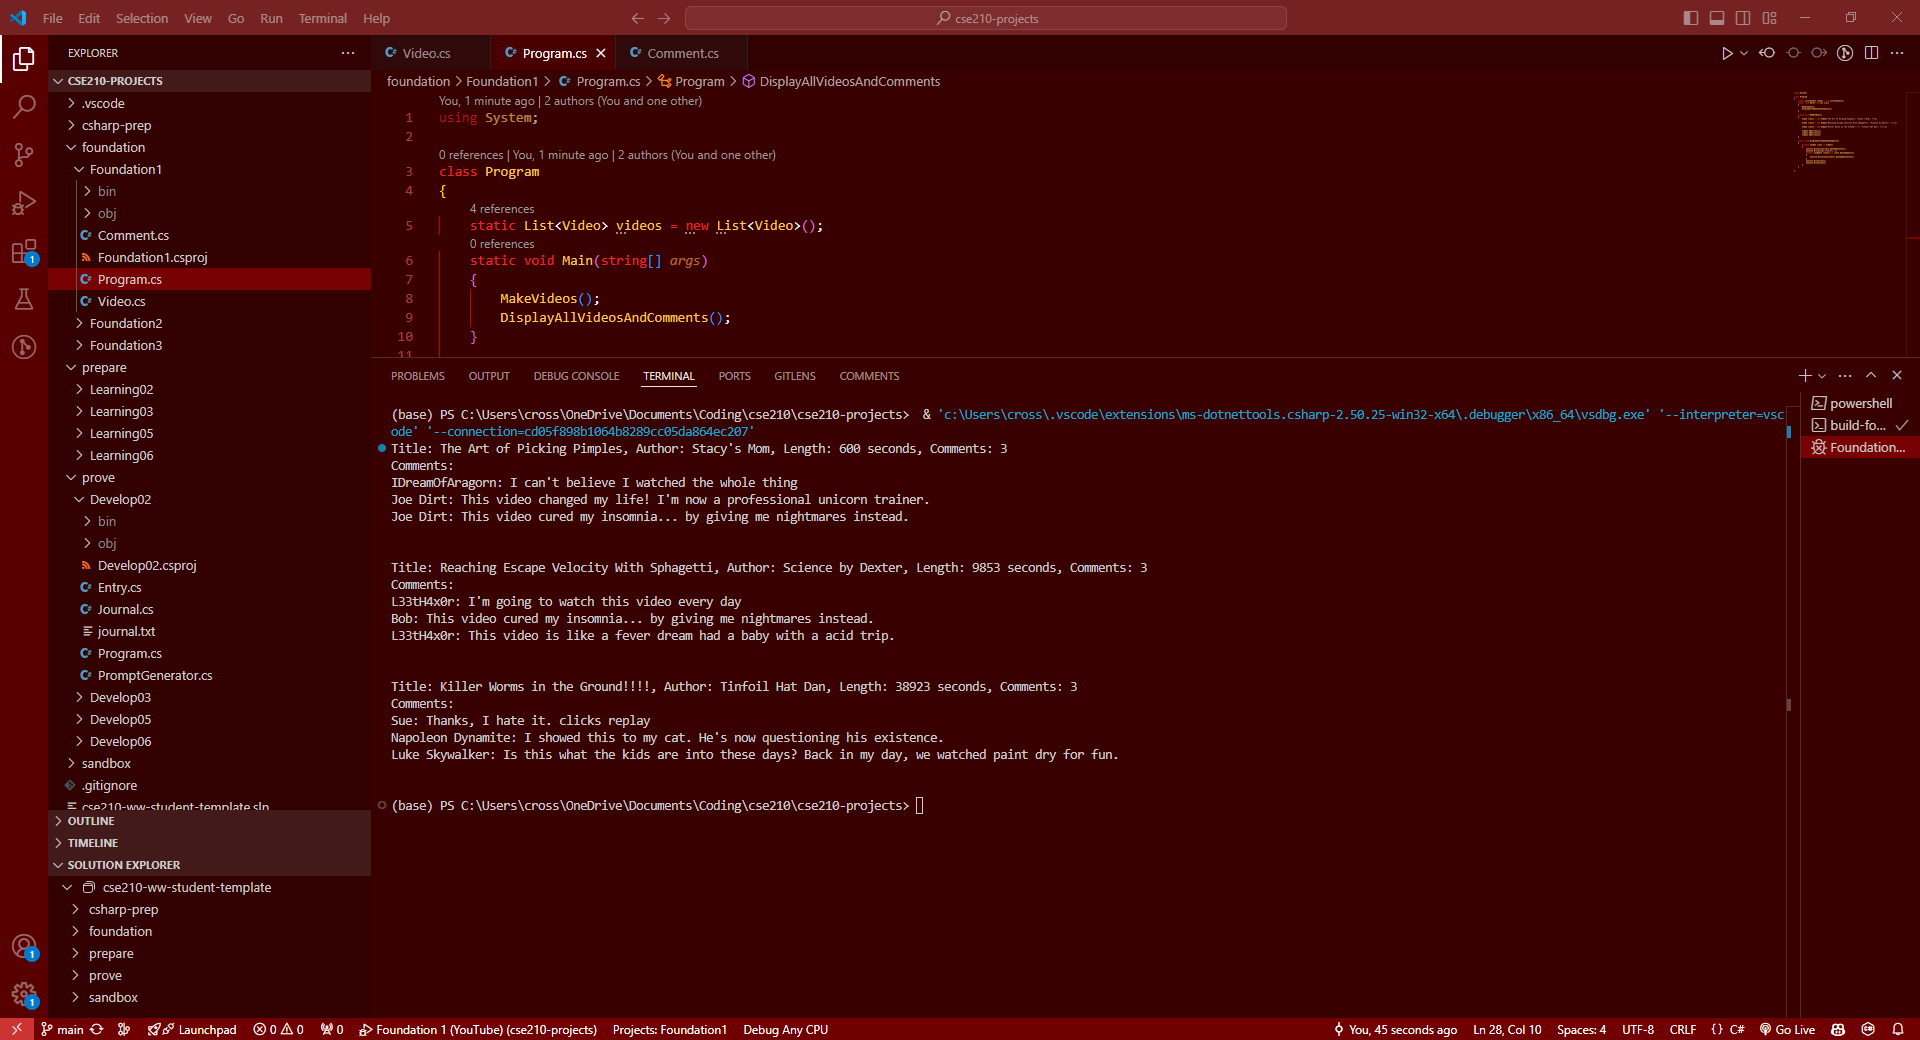 File Edit Selection View Go Run Terminal Help
cse210-projects
EXPLORER
CSE210-PROJECTS
.vscode
csharp-prep
foundation
Foundation1
bin
obj
Comment.cs
Foundation1.csproj
Program.cs
Video.cs
Foundation2
Foundation3
prepare
Learning02
Learning03
Learning05
Learning06
prove
Develop02
bin
obj
Develop02.csproj
Entry.cs
Journal.cs
journal.txt
Program.cs
PromptGenerator.cs
Develop03
Develop05
Develop06
sandbox
.gitignore
cse210-ww-student-template.sln
OUTLINE
TIMELINE
SOLUTION EXPLORER
cse210-ww-student-template
csharp-prep
foundation
prepare
prove
sandbox
Video.cs Program.cs Comment.cs
foundation > Foundation1 > Program.cs > Program > DisplayAllVideosAndComments
You, 1 minute ago | 2 authors (You and one other)
1 using System;
2
0 references | You, 1 minute ago | 2 authors (You and one other)
3 class Program
4 {
4 references
5 static List<Video> videos = new List<Video>();
0 references
6 static void Main(string[] args)
7 {
8 MakeVideos();
9 DisplayAllVideosAndComments();
10 }
11
PROBLEMS OUTPUT DEBUG CONSOLE TERMINAL PORTS GITLENS COMMENTS
(base) PS C:\Users\cross\OneDrive\Documents\Coding\cse210\cse210-projects> & 'c:\Users\cross\.vscode\extensions\ms-dotnettools.csharp-2.50.25-win32-x64\.debugger\x86_64\vsdbg.exe' '--interpreter=vsc
ode' '--connection=cd05f898b1064b8289cc05da864ec207'
Title: The Art of Picking Pimples, Author: Stacy's Mom, Length: 600 seconds, Comments: 3
Comments:
IDreamOfAragorn: I can't believe I watched the whole thing
Joe Dirt: This video changed my life! I'm now a professional unicorn trainer.
Joe Dirt: This video cured my insomnia... by giving me nightmares instead.
Title: Reaching Escape Velocity With Sphagetti, Author: Science by Dexter, Length: 9853 seconds, Comments: 3
Comments:
L33tH4x0r: I'm going to watch this video every day
Bob: This video cured my insomnia... by giving me nightmares instead.
L33tH4x0r: This video is like a fever dream had a baby with a acid trip.
Title: Killer Worms in the Ground!!!!, Author: Tinfoil Hat Dan, Length: 38923 seconds, Comments: 3
Comments:
Sue: Thanks, I hate it. clicks replay
Napoleon Dynamite: I showed this to my cat. He's now questioning his existence.
Luke Skywalker: Is this what the kids are into these days? Back in my day, we watched paint dry for fun.
(base) PS C:\Users\cross\OneDrive\Documents\Coding\cse210\cse210-projects>
powershell
build-fo...
Foundation...
1
1
1
main Launchpad 0 0 0 Foundation 1 (YouTube) (cse210-projects) Projects: Foundation1 Debug Any CPU You, 45 seconds ago Ln 28, Col 10 Spaces: 4 UTF-8 CRLF {} C# Go Live